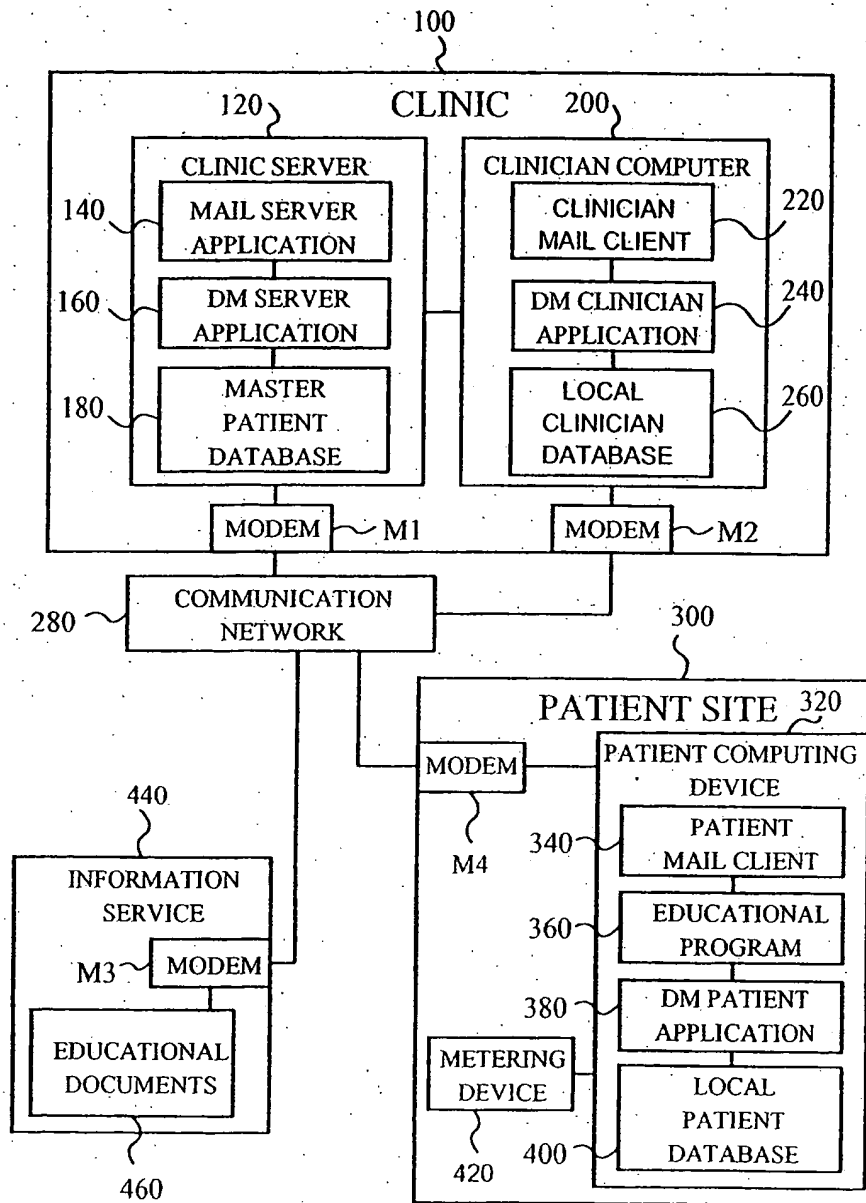 100
CLINIC
120
200
CLINIC SERVER
CLINICIAN COMPUTER
140
MAIL SERVER
APPLICATION
CLINICIAN
MAIL CLIENT
220
160
DM SERVER
APPLICATION
DM CLINICIAN
APPLICATION
240
180
MASTER
PATIENT
DATABASE
LOCAL
CLINICIAN
DATABASE
260
MODEM
M1
MODEM
M2
280
COMMUNICATION
NETWORK
300
PATIENT SITE
320
MODEM
M4
PATIENT COMPUTING
DEVICE
340
PATIENT
MAIL CLIENT
360
EDUCATIONAL
PROGRAM
380
DM PATIENT
APPLICATION
METERING
DEVICE
420
400
LOCAL
PATIENT
DATABASE
440
INFORMATION
SERVICE
M3
MODEM
EDUCATIONAL
DOCUMENTS
460